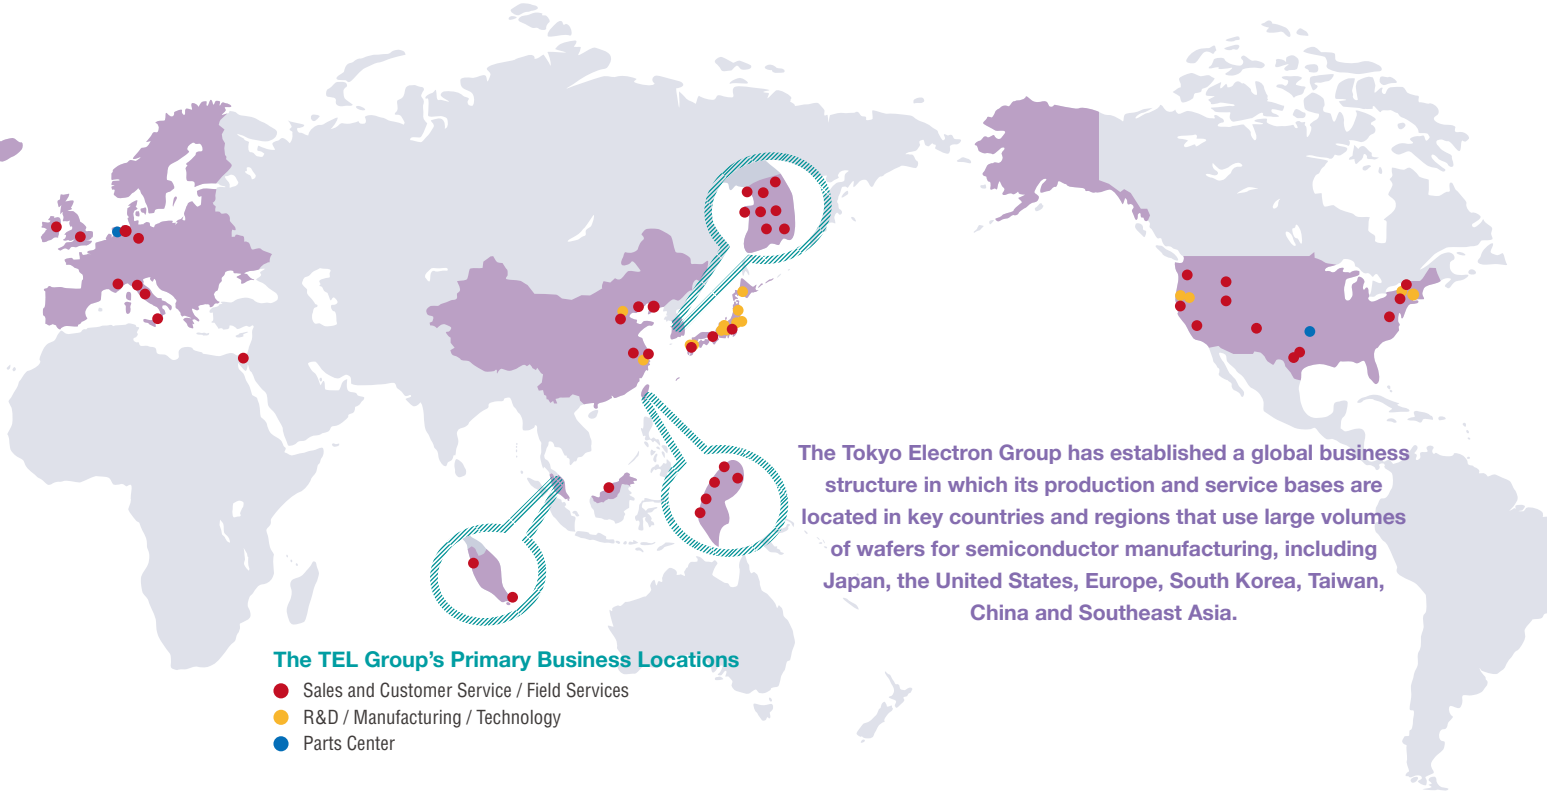 The Tokyo Electron Group has established a global business
structure in which its production and service bases are
located in key countries and regions that use large volumes
of wafers for semiconductor manufacturing, including
Japan, the United States, Europe, South Korea, Taiwan,
China and Southeast Asia.
The TEL Group’s Primary Business Locations
Sales and Customer Service / Field Services
R&D / Manufacturing / Technology
Parts Center